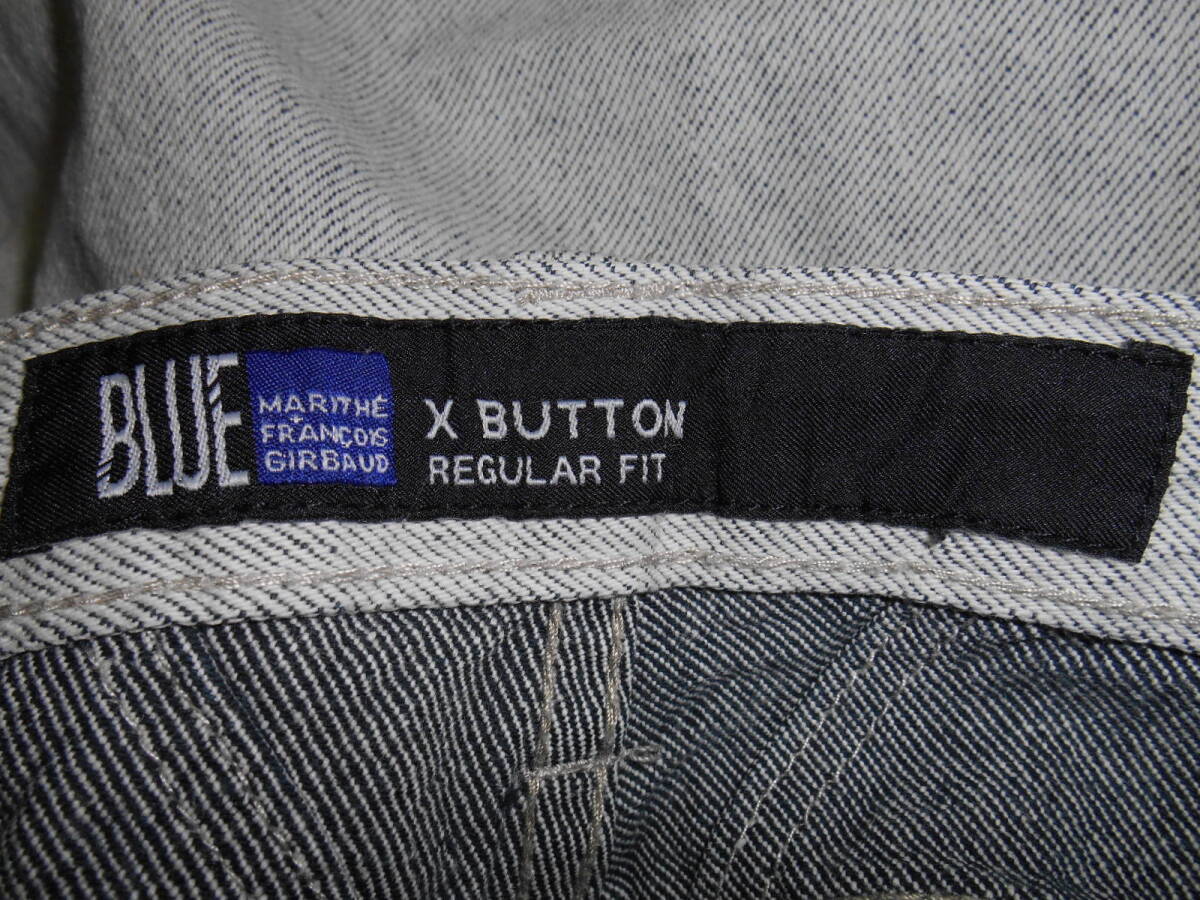 BLUE
MARITHÉ
+
FRANÇOIS
GIRBAUD
X BUTTON
REGULAR FIT